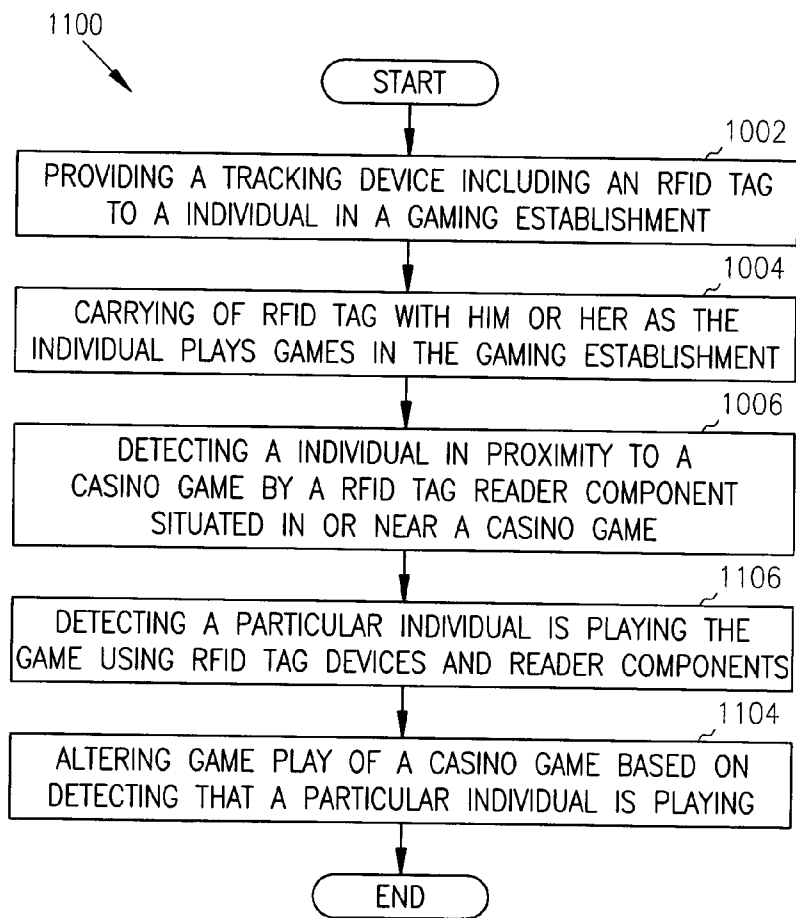 1100
START
1002
PROVIDING A TRACKING DEVICE INCLUDING AN RFID TAG
TO A INDIVIDUAL IN A GAMING ESTABLISHMENT
1004
CARRYING OF RFID TAG WITH HIM OR HER AS THE
INDIVIDUAL PLAYS GAMES IN THE GAMING ESTABLISHMENT
1006
DETECTING A INDIVIDUAL IN PROXIMITY TO A
CASINO GAME BY A RFID TAG READER COMPONENT
SITUATED IN OR NEAR A CASINO GAME
1106
DETECTING A PARTICULAR INDIVIDUAL IS PLAYING THE
GAME USING RFID TAG DEVICES AND READER COMPONENTS
1104
ALTERING GAME PLAY OF A CASINO GAME BASED ON
DETECTING THAT A PARTICULAR INDIVIDUAL IS PLAYING
END